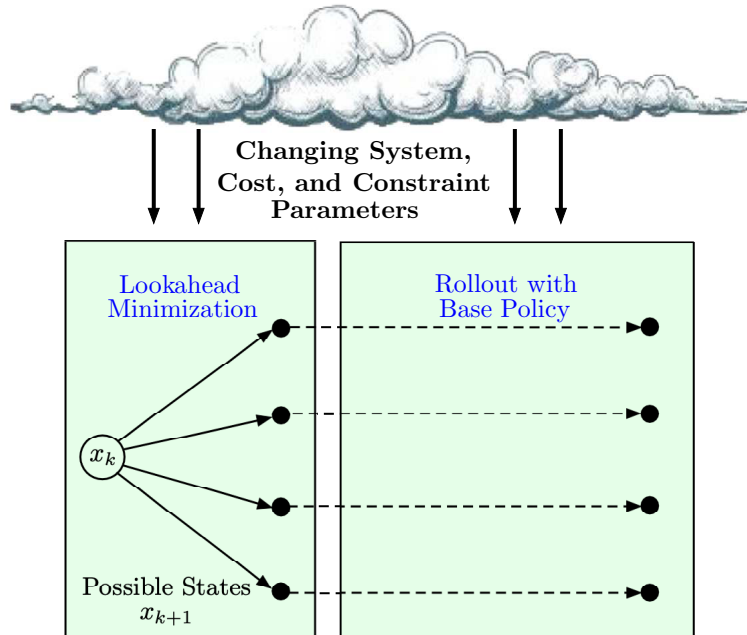 Changing System,
Cost, and Constraint
Parameters
Lookahead
Minimization
Rollout with
Base Policy
x_k
Possible States
x_{k+1}